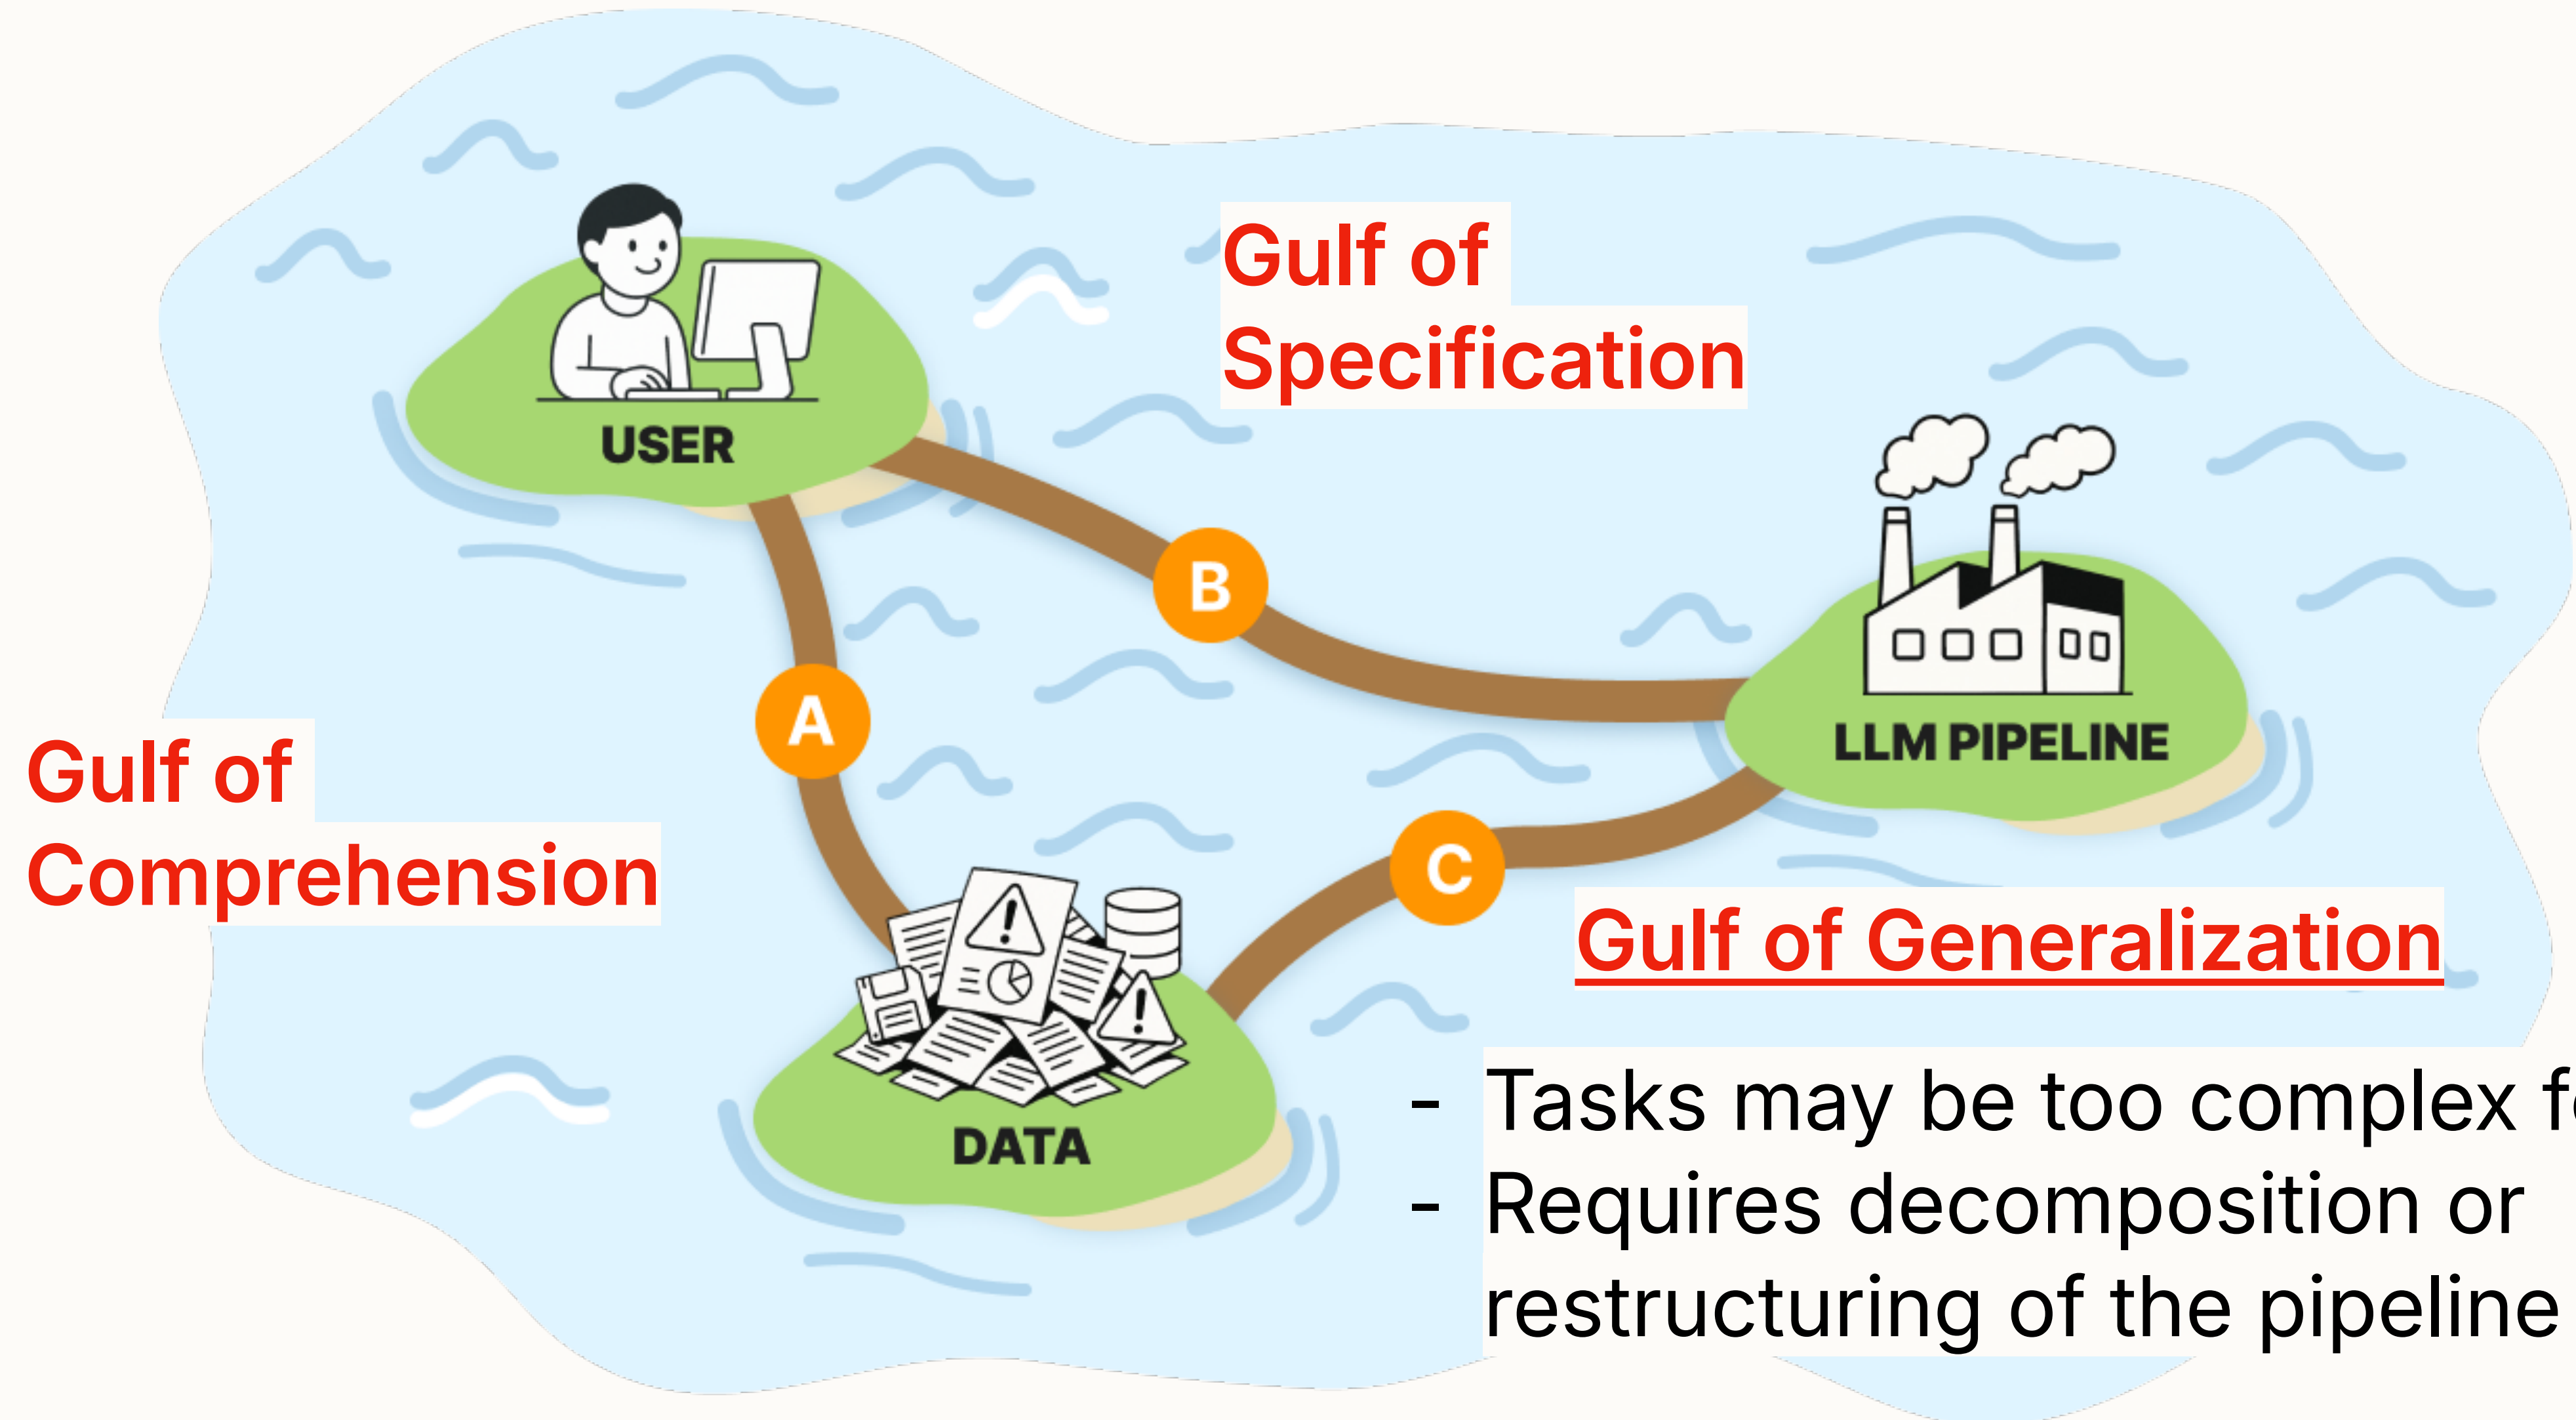 Gulf of
Specification
USER
B
A
LLM PIPELINE
Gulf of
Comprehension
C
Gulf of Generalization
DATA
- Tasks may be too complex
- Requires decomposition or
restructuring of the pipeline